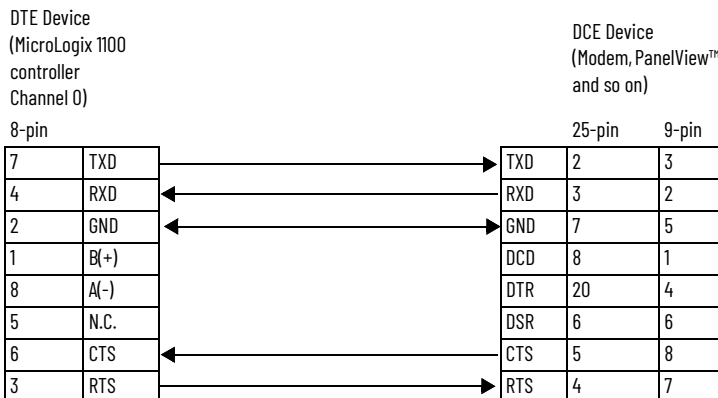 DTE Device
(MicroLogix 1100
controller
Channel 0)
DCE Device
(Modem, PanelView™
and so on)
8-pin 25-pin 9-pin
7 TXD TXD 2 3
4 RXD RXD 3 2
2 GND GND 7 5
1 B(+) DCD 8 1
8 A(-) DTR 20 4
5 N.C. DSR 6 6
6 CTS CTS 5 8
3 RTS RTS 4 7